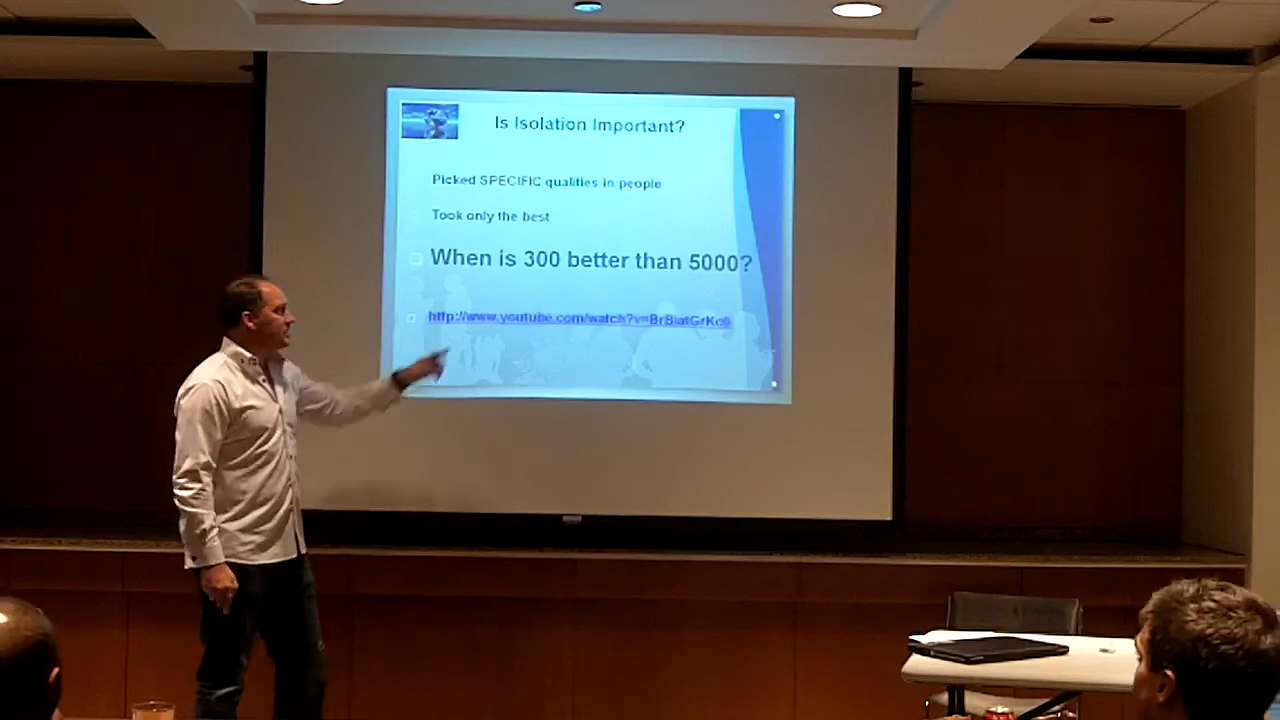 Is Isolation Important?
Picked SPECIFIC qualities in people
Took only the best
When is 300 better than 5000?